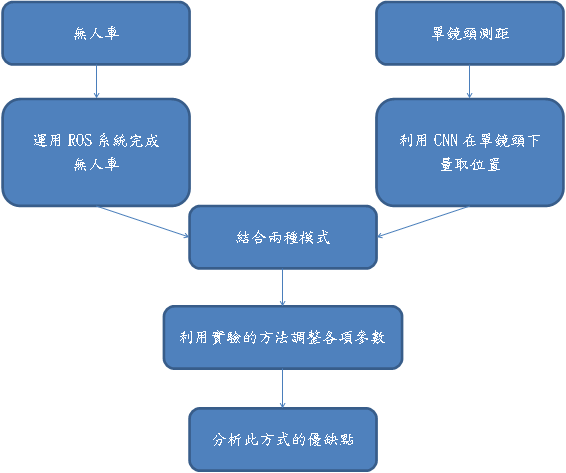 無人車
單鏡頭測距
運用 ROS 系統完成
無人車
利用 CNN 在單鏡頭下
量取位置
結合兩種模式
利用實驗的方法調整各項參數
分析此方式的優缺點